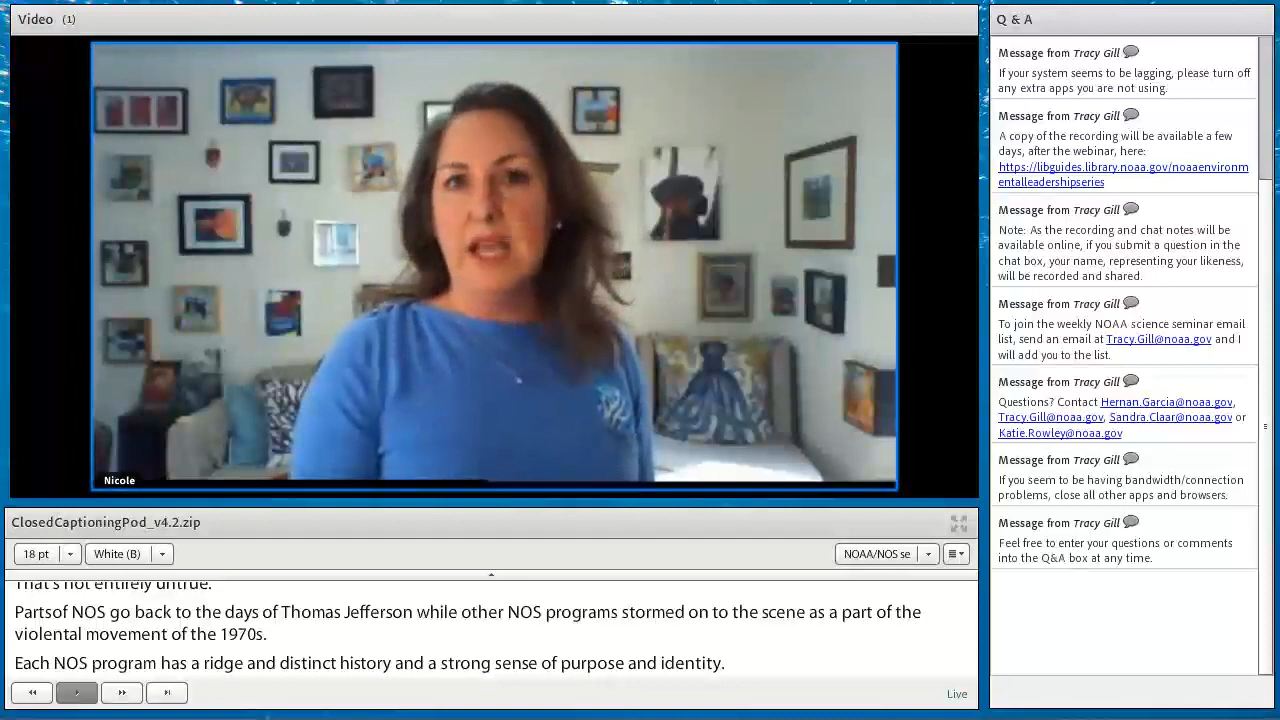 Video (1)
Nicole
ClosedCaptioningPod_v4.2.zip
18 pt
White (B)
NOAA/NOS se
That's not entirely untrue.
Partsof NOS go back to the days of Thomas Jefferson while other NOS programs stormed on to the scene as a part of the
violental movement of the 1970s.
Each NOS program has a ridge and distinct history and a strong sense of purpose and identity.
Live
Q & A
Message from Tracy Gill
If your system seems to be lagging, please turn off
any extra apps you are not using.
Message from Tracy Gill
A copy of the recording will be available a few
days, after the webinar, here:
https://libguides.library.noaa.gov/noaaenvironm
entalleadershipseries
Message from Tracy Gill
Note: As the recording and chat notes will be
available online, if you submit a question in the
chat box, your name, representing your likeness,
will be recorded and shared.
Message from Tracy Gill
To join the weekly NOAA science seminar email
list, send an email at Tracy.Gill@noaa.gov and I
will add you to the list.
Message from Tracy Gill
Questions? Contact Hernan.Garcia@noaa.gov,
Tracy.Gill@noaa.gov, Sandra.Claar@noaa.gov or
Katie.Rowley@noaa.gov
Message from Tracy Gill
If you seem to be having bandwidth/connection
problems, close all other apps and browsers.
Message from Tracy Gill
Feel free to enter your questions or comments
into the Q&A box at any time.